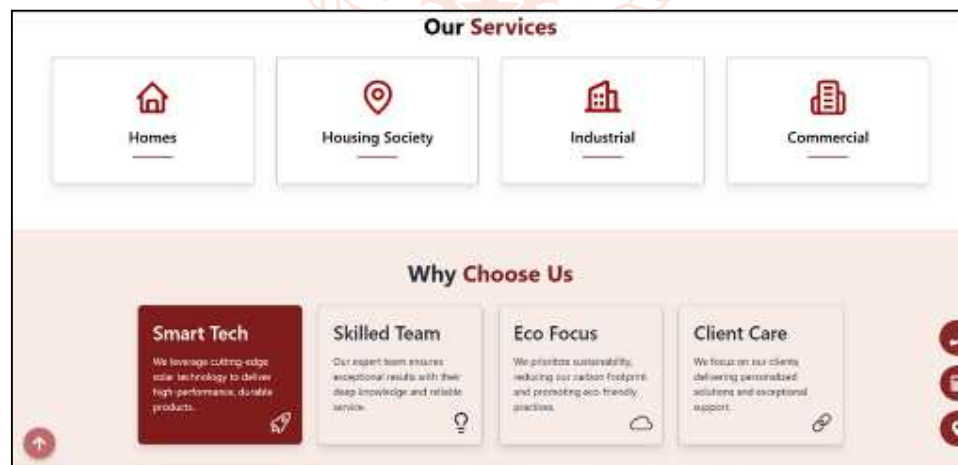 Our Services
Homes
Housing Society
Industrial
Commercial
Why Choose Us
Smart Tech
We leverage cutting-edge
solar technology to deliver
high-performance, durable
products.
Skilled Team
Our expert team ensures
exceptional results with their
deep knowledge and reliable
service.
Eco Focus
We prioritize sustainability,
reducing our carbon footprint
and promoting eco-friendly
practices.
Client Care
We focus on our clients
delivering personalized
solutions and exceptional
support.